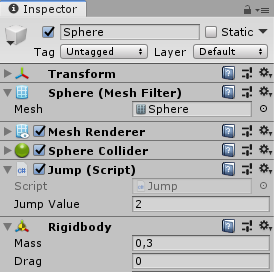 Inspector
Sphere Static
Tag Untagged Layer Default
Transform
Sphere (Mesh Filter)
Mesh Sphere
Mesh Renderer
Sphere Collider
Jump (Script)
Script Jump
Jump Value 2
Rigidbody
Mass 0,3
Drag 0